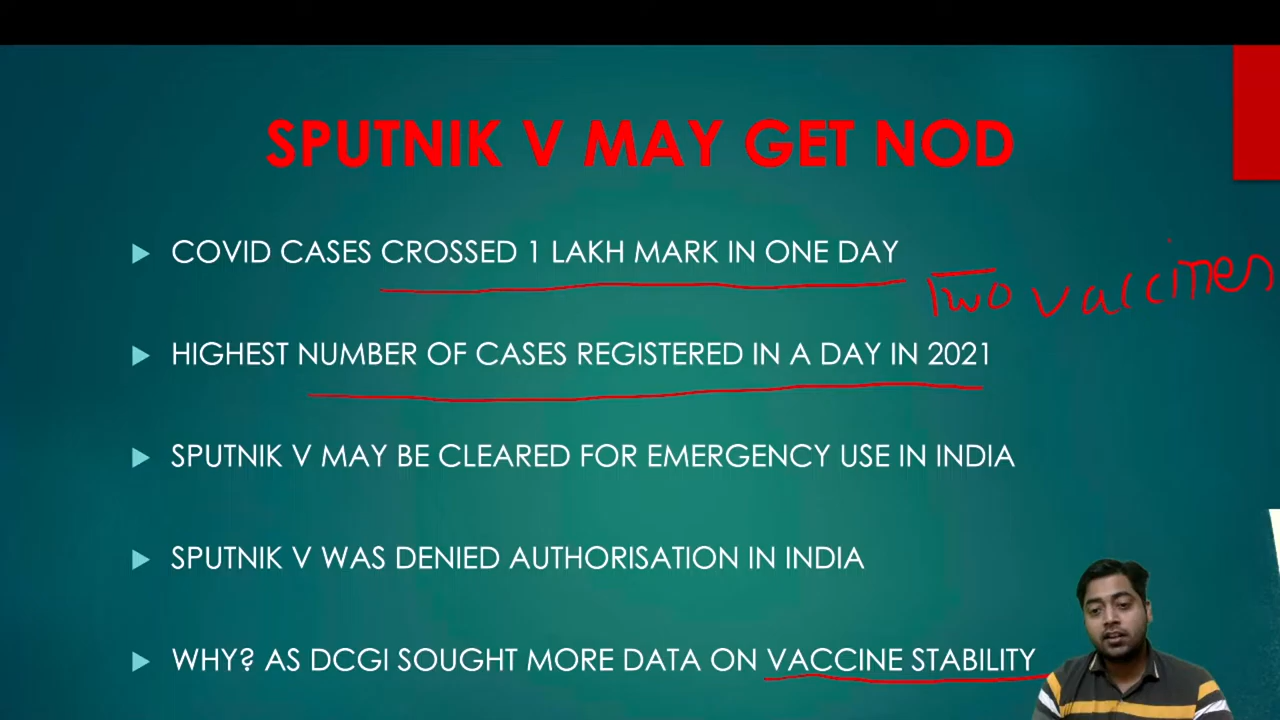 SPUTNIK V MAY GET NOD
COVID CASES CROSSED 1 LAKH MARK IN ONE DAY
Two vaccines
HIGHEST NUMBER OF CASES REGISTERED IN A DAY IN 2021
SPUTNIK V MAY BE CLEARED FOR EMERGENCY USE IN INDIA
SPUTNIK V WAS DENIED AUTHORISATION IN INDIA
WHY? AS DCGI SOUGHT MORE DATA ON VACCINE STABILITY